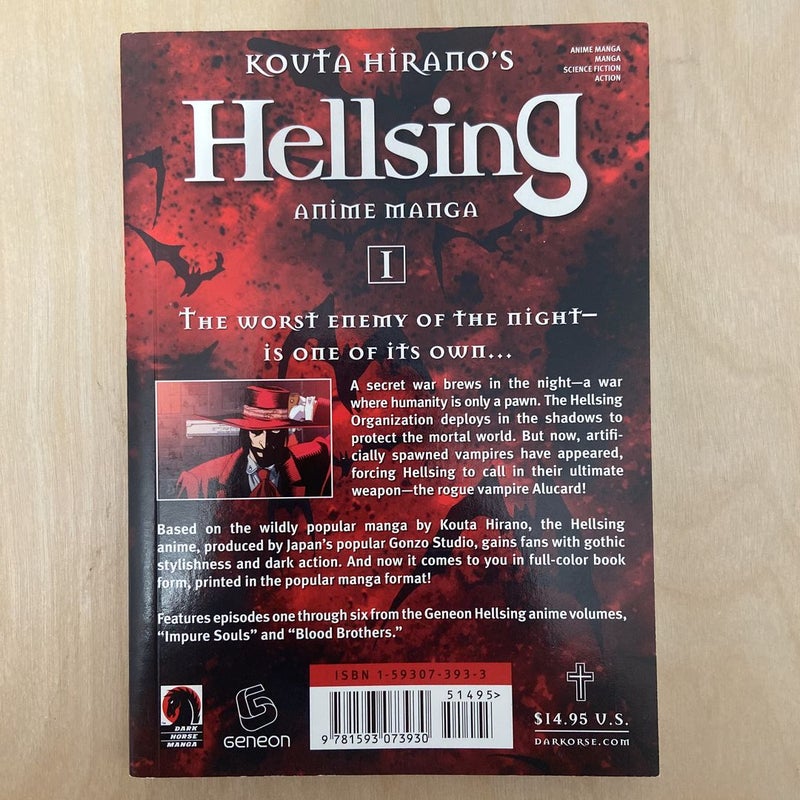 KOUTA HIRANO'S
ANIME MANGA
MANGA
SCIENCE FICTION
ACTION
Hellsing
ANIME MANGA
I
THE WORST ENEMY OF THE NIGHT—
IS ONE OF ITS OWN...
A secret war brews in the night—a war
where humanity is only a pawn. The Hellsing
Organization deploys in the shadows to
protect the mortal world. But now, artifi-
cially spawned vampires have appeared,
forcing Hellsing to call in their ultimate
weapon—the rogue vampire Alucard!
Based on the wildly popular manga by Kouta Hirano, the Hellsing
anime, produced by Japan's popular Gonzo Studio, gains fans with gothic
stylishness and dark action. And now it comes to you in full-color book
form, printed in the popular manga format!
Features episodes one through six from the Geneon Hellsing anime volumes,
"Impure Souls" and "Blood Brothers."
ISBN 1-59307-393-3
51495>
9 781593 073930
DARK
HORSE
MANGA
GENEON
$14.95 U.S.
DARKORSE.COM